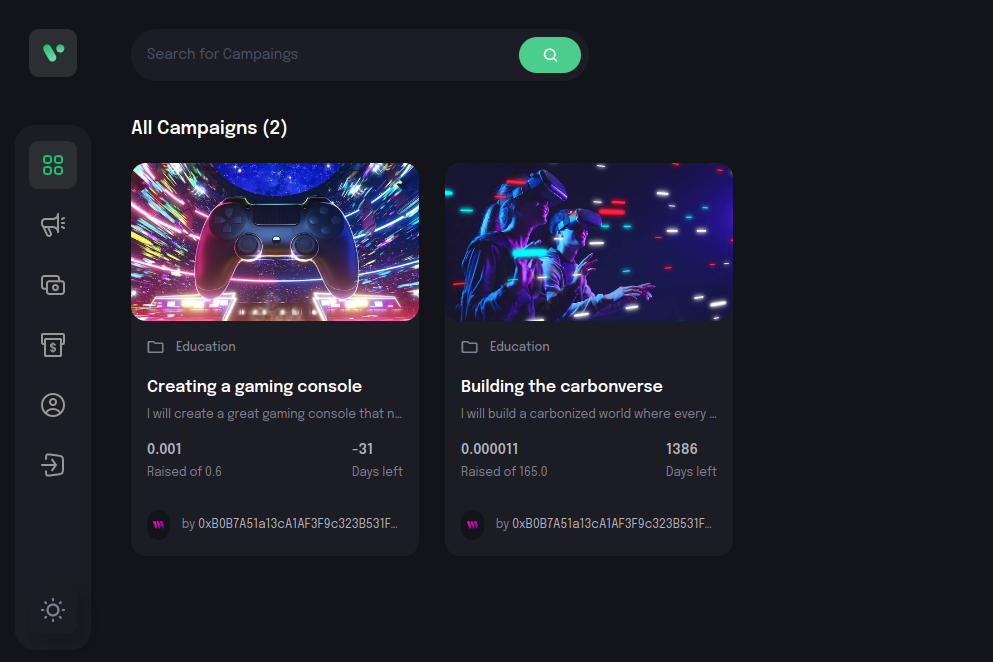 Search for Campaings
All Campaigns (2)
Education
Creating a gaming console
I will create a great gaming console that n...
0.001
-31
Raised of 0.6
Days left
by 0xB0B7A51a13cA1AF3F9c323B531F...
Education
Building the carbonverse
I will build a carbonized world where every ...
0.000011
1386
Raised of 165.0
Days left
by 0xB0B7A51a13cA1AF3F9c323B531F...